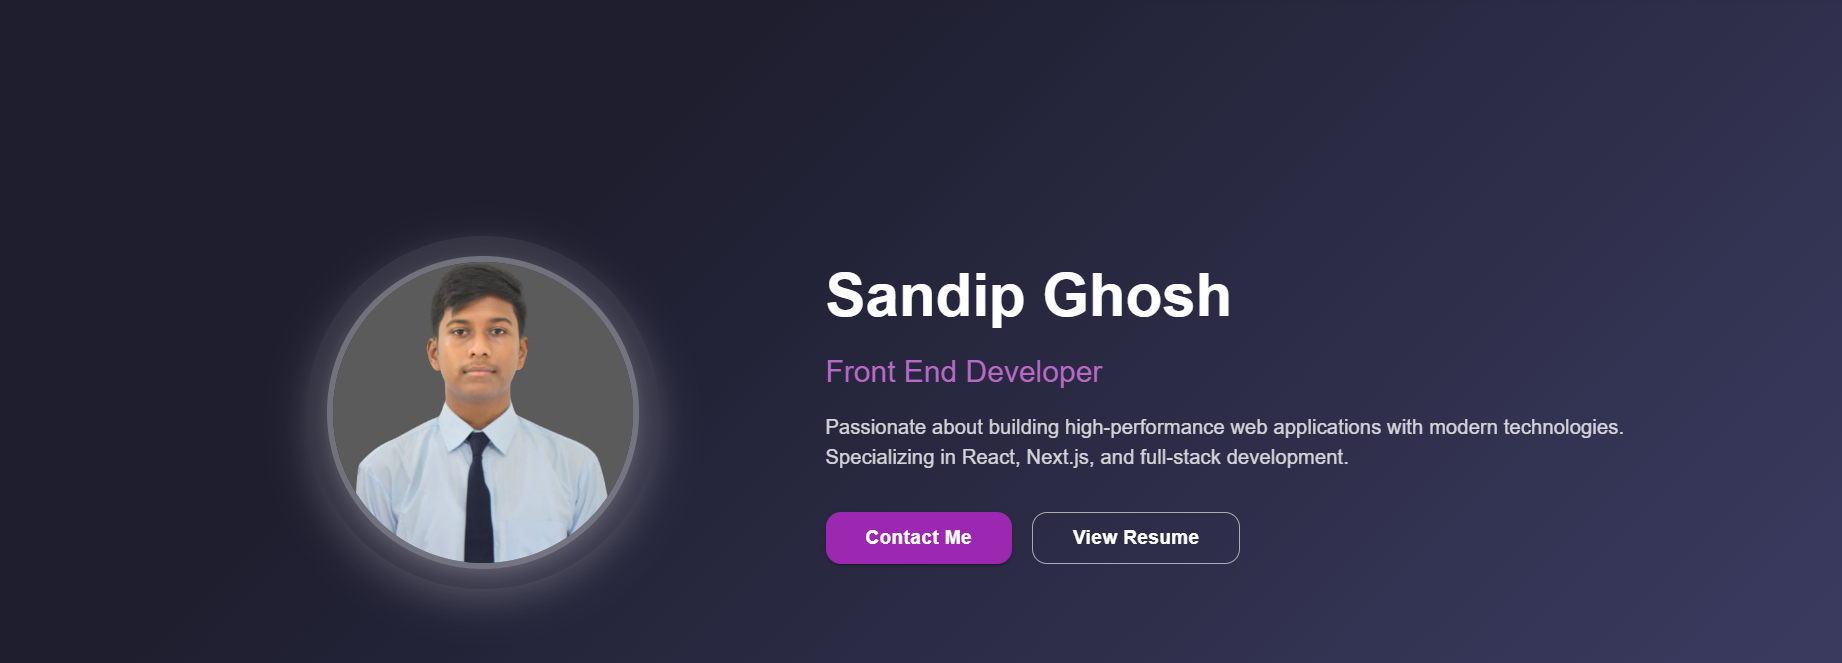 Sandip Ghosh
Front End Developer
Passionate about building high-performance web applications with modern technologies.
Specializing in React, Next.js, and full-stack development.
Contact Me
View Resume